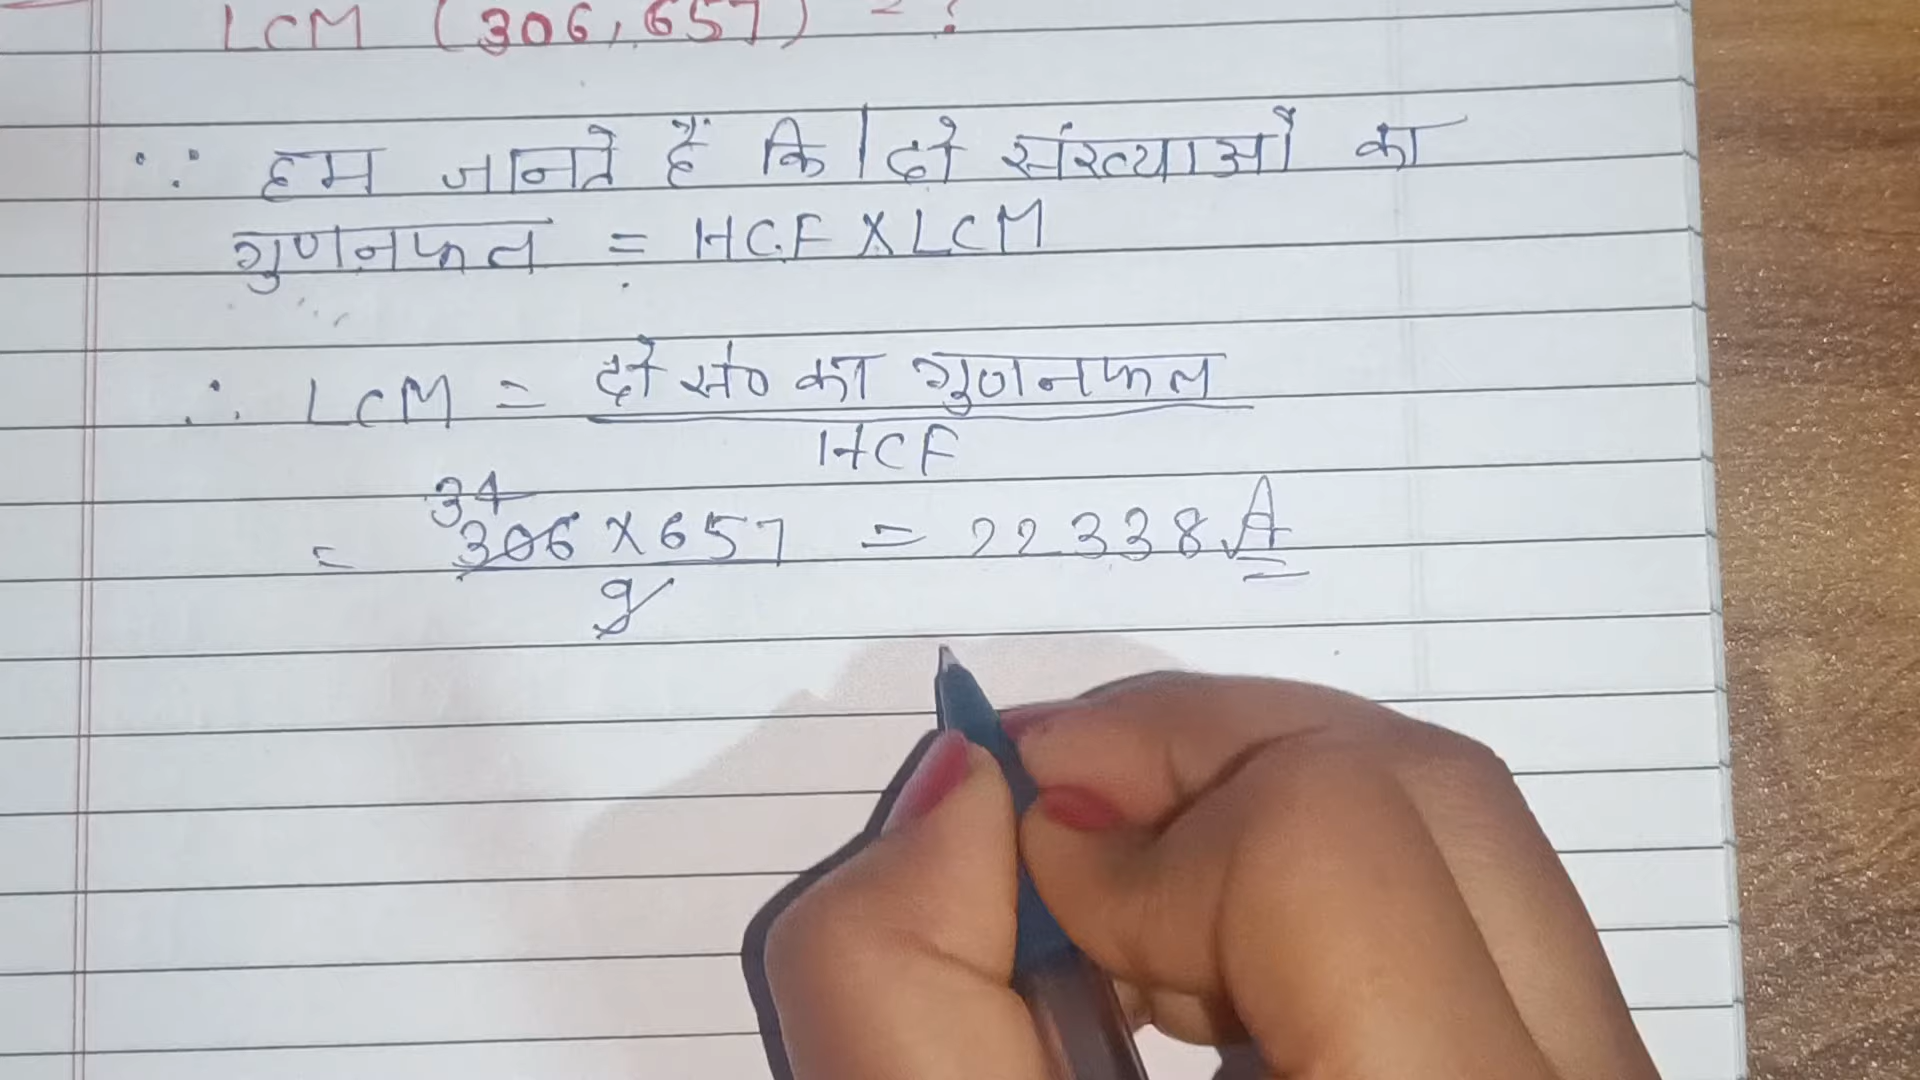 LCM (306, 657) = ?
∵ हम जानते हैं कि दो संख्याओं का
गुणनफल = HCF X LCM
∴ LCM = दो सं० का गुणनफल
HCF
34
= 306 X 657 = 22338 A
9